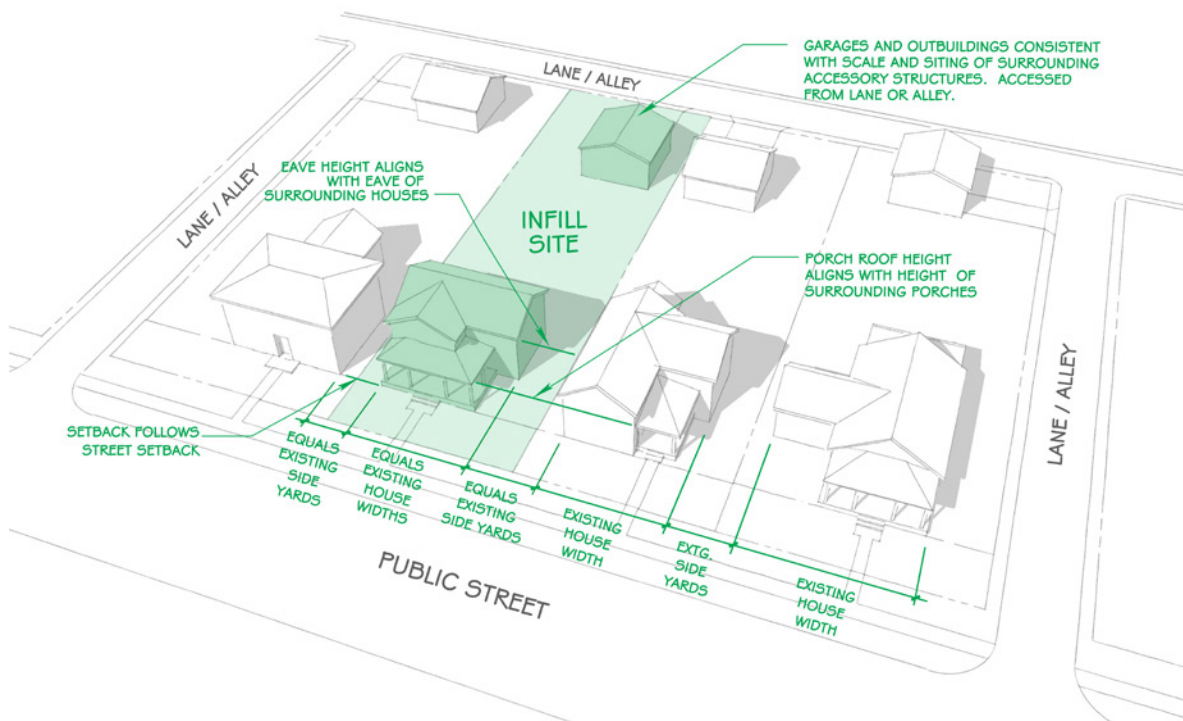 GARAGES AND OUTBUILDINGS CONSISTENT
WITH SCALE AND SITING OF SURROUNDING
ACCESSORY STRUCTURES.  ACCESSED
FROM LANE OR ALLEY.
LANE / ALLEY
LANE / ALLEY
EAVE HEIGHT ALIGNS
WITH EAVE OF
SURROUNDING HOUSES
INFILL
SITE
PORCH ROOF HEIGHT
ALIGNS WITH HEIGHT OF
SURROUNDING PORCHES
LANE / ALLEY
SETBACK FOLLOWS
STREET SETBACK
EQUALS
EXISTING
SIDE
YARDS
EQUALS
EXISTING
HOUSE
WIDTHS
EQUALS
EXISTING
SIDE YARDS
EXISTING
HOUSE
WIDTH
EXTG.
SIDE
YARDS
EXISTING
HOUSE
WIDTH
PUBLIC STREET